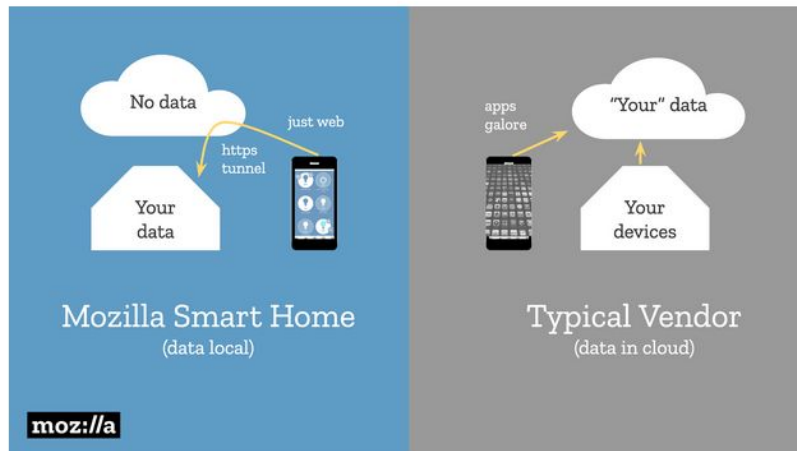 No data
just web
https
tunnel
Your
data
Mozilla Smart Home
(data local)
moz://a
apps
galore
"Your" data
Your
devices
Typical Vendor
(data in cloud)